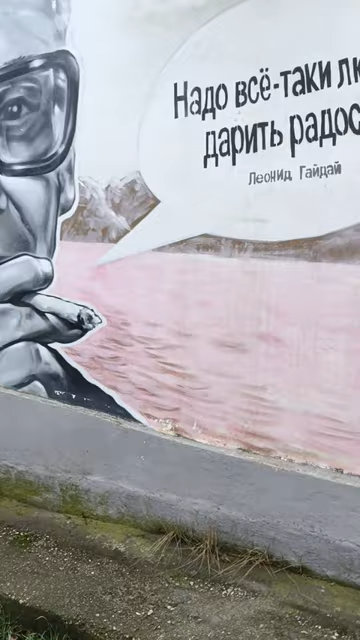 Надо всё-таки
дарить
Леонид Гайдай